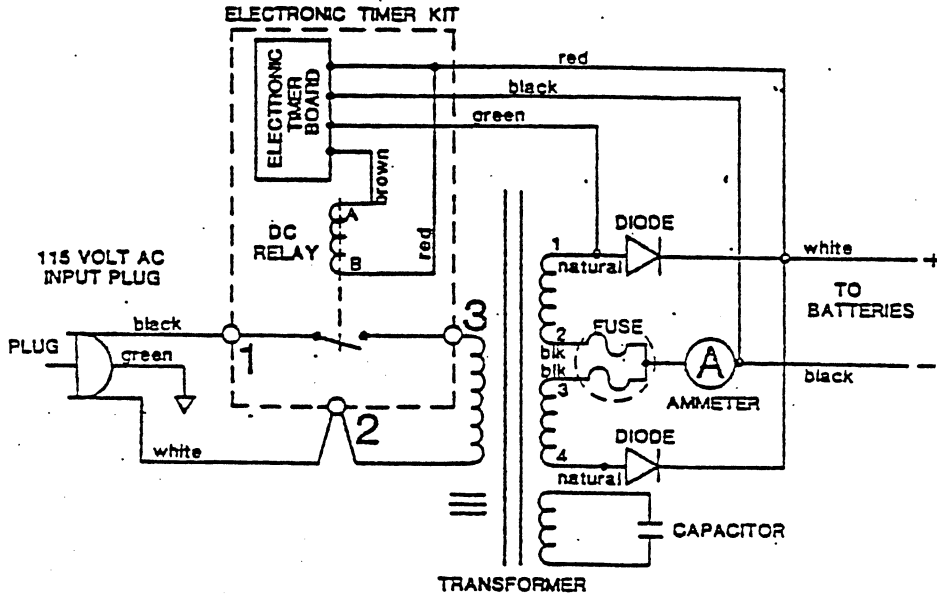 ELECTRONIC TIMER KIT
ELECTRONIC
TIMER
BOARD
red
black
green
brown
A
DC
RELAY
B
red
115 VOLT AC
INPUT PLUG
PLUG
black
green
white
1
2
3
1
natural
DIODE
white
+
TO
BATTERIES
2
blk
FUSE
blk
3
A
AMMETER
black
−
4
natural
DIODE
CAPACITOR
TRANSFORMER